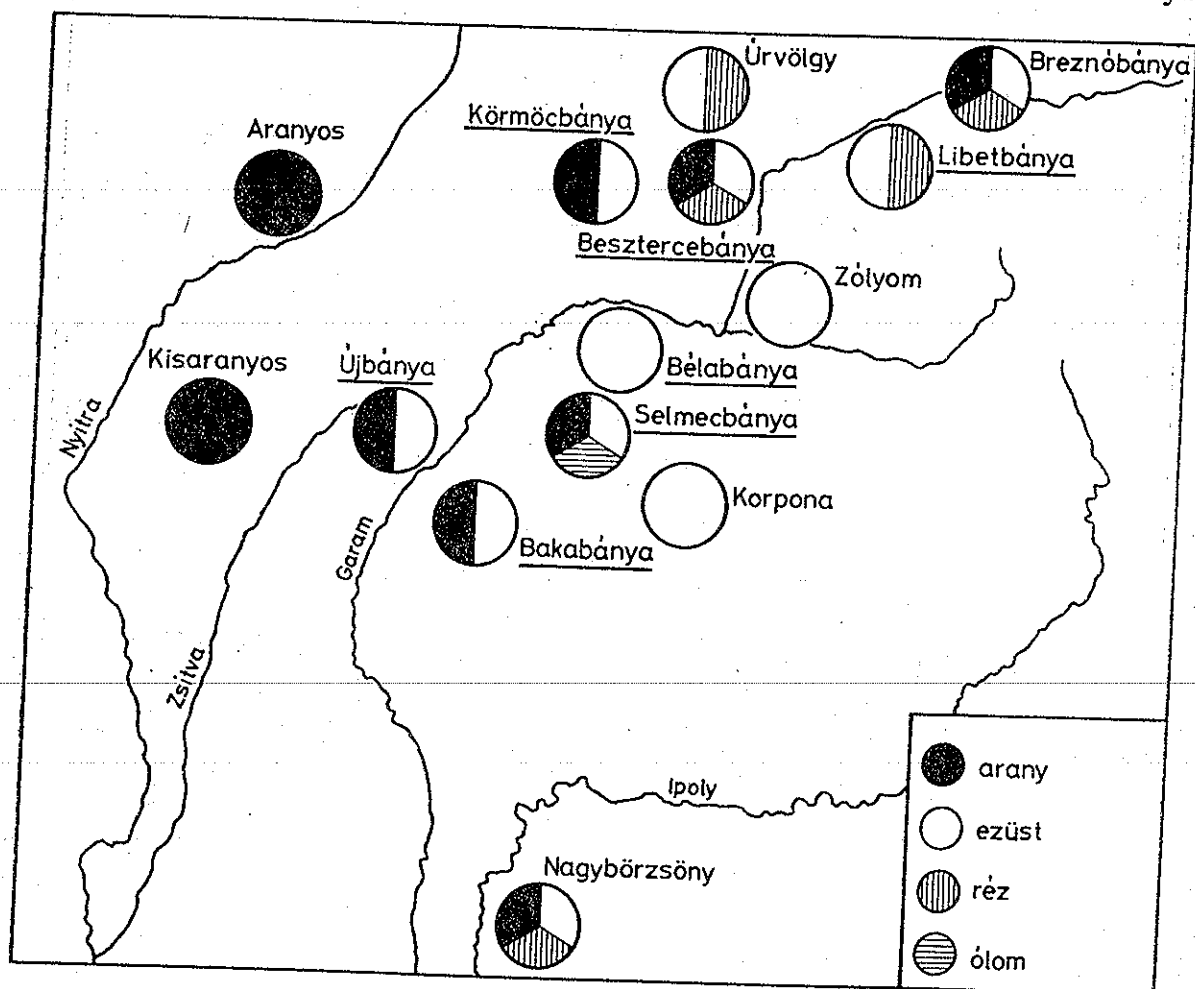 Úrvölgy
Breznóbánya
Körmöcbánya
Aranyos
Libetbánya
Besztercebánya
Zólyom
Kisaranyos
Újbánya
Bélabánya
Nyitra
Selmecbánya
Korpona
Garam
Bakabánya
Zsitva
Ipoly
Nagybörzsöny
arany
ezüst
réz
ólom